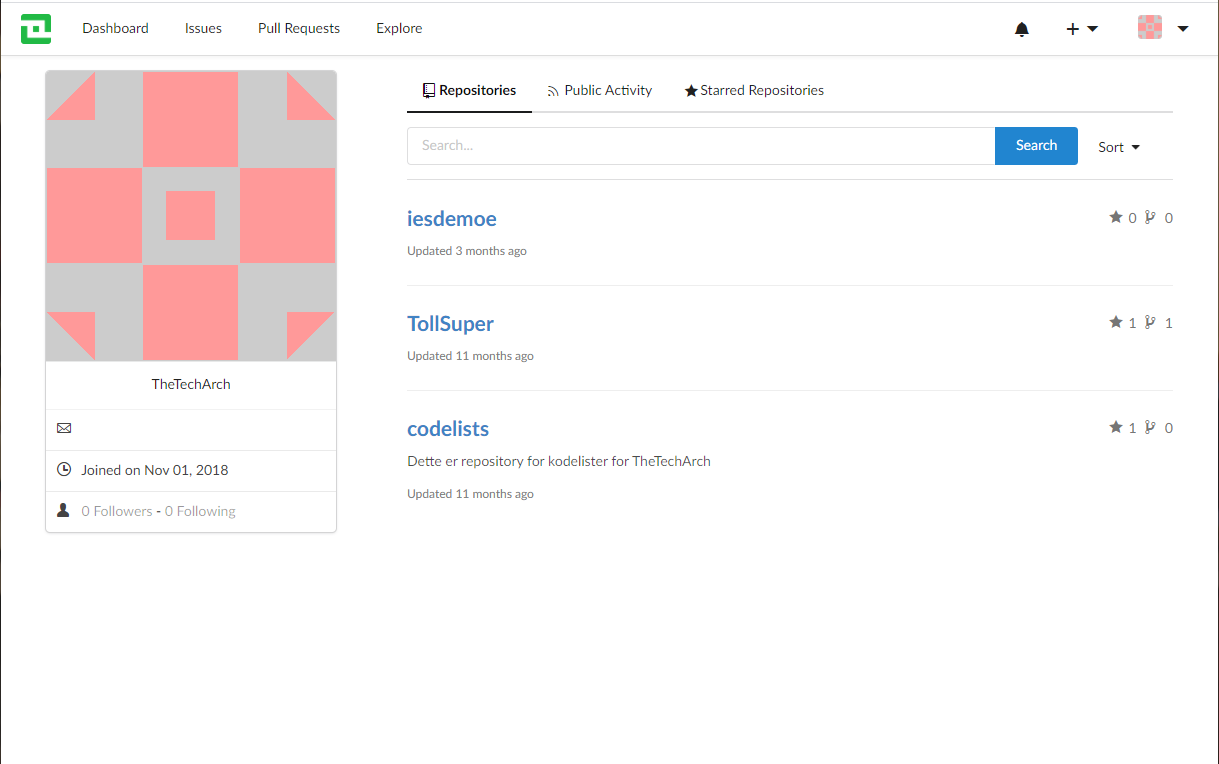 Dashboard Issues Pull Requests Explore
TheTechArch
Joined on Nov 01, 2018
0 Followers - 0 Following
Repositories Public Activity Starred Repositories
Search... Search Sort
iesdemoe 0 0
Updated 3 months ago
TollSuper 1 1
Updated 11 months ago
codelists 1 0
Dette er repository for kodelister for TheTechArch
Updated 11 months ago